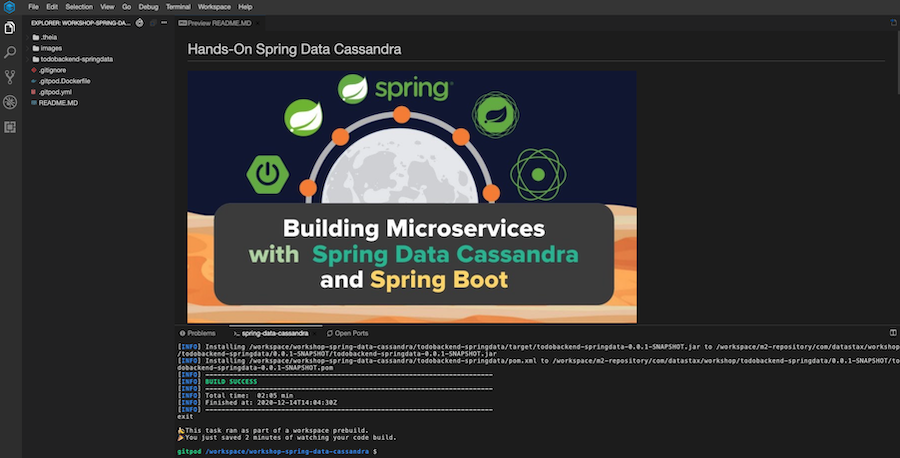 File Edit Selection View Go Debug Terminal Workspace Help
EXPLORER: WORKSHOP-SPRING-DA...
Preview README.MD
.theia
images
todobackend-springdata
.gitignore
.gitpod.Dockerfile
.gitpod.yml
README.MD
Hands-On Spring Data Cassandra
spring
Building Microservices
with Spring Data Cassandra
and Spring Boot
Problems spring-data-cassandra Open Ports
[INFO] Installing /workspace/workshop-spring-data-cassandra/todobackend-springdata/target/todobackend-springdata-0.0.1-SNAPSHOT.jar to /workspace/m2-repository/com/datastax/workshop
/todobackend-springdata/0.0.1-SNAPSHOT/todobackend-springdata-0.0.1-SNAPSHOT.jar
[INFO] Installing /workspace/workshop-spring-data-cassandra/todobackend-springdata/pom.xml to /workspace/m2-repository/com/datastax/workshop/todobackend-springdata/0.0.1-SNAPSHOT/to
dobackend-springdata-0.0.1-SNAPSHOT.pom
[INFO] ------------------------------------------------------------------------
[INFO] BUILD SUCCESS
[INFO] ------------------------------------------------------------------------
[INFO] Total time: 02:05 min
[INFO] Finished at: 2020-12-14T14:04:30Z
[INFO] ------------------------------------------------------------------------
exit
🍌This task ran as part of a workspace prebuild.
🎉You just saved 2 minutes of watching your code build.
gitpod /workspace/workshop-spring-data-cassandra $